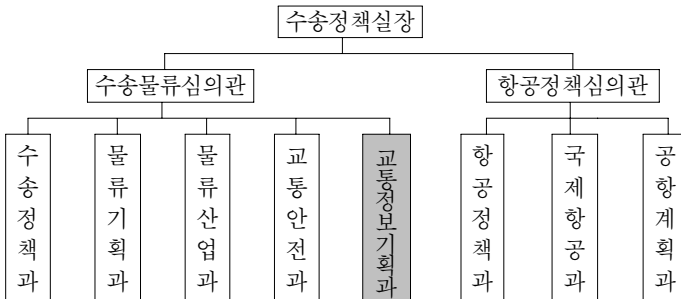 수송정책실장
수송물류심의관
항공정책심의관
수송정책과
물류기획과
물류산업과
교통안전과
교통정보기획과
항공정책과
국제항공과
공항계획과